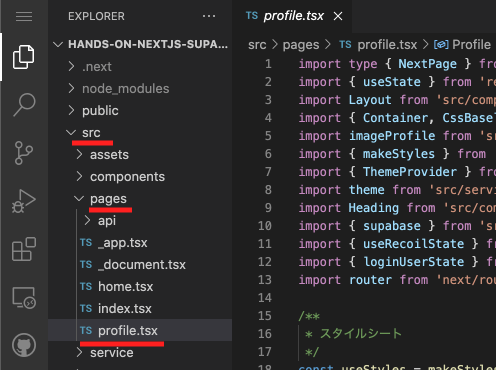 EXPLORER
HANDS-ON-NEXTJS-SUPA...
.next
node_modules
public
src
assets
components
pages
api
TS _app.tsx
TS _document.tsx
TS home.tsx
TS index.tsx
TS profile.tsx
service
TS profile.tsx
src > pages > TS profile.tsx > Profile
1 import type { NextPage } fro
2 import { useState } from 're
3 import Layout from 'src/comp
4 import { Container, CssBasel
5 import imageProfile from 'sr
6 import { makeStyles } from
7 import { ThemeProvider } fro
8 import theme from 'src/servi
9 import Heading from 'src/com
10 import { supabase } from 's
11 import { useRecoilState } fr
12 import { loginUserState } fr
13 import router from 'next/rou
14
15 /**
16 * スタイルシート
17 */
18 const useStyles = makeStyles